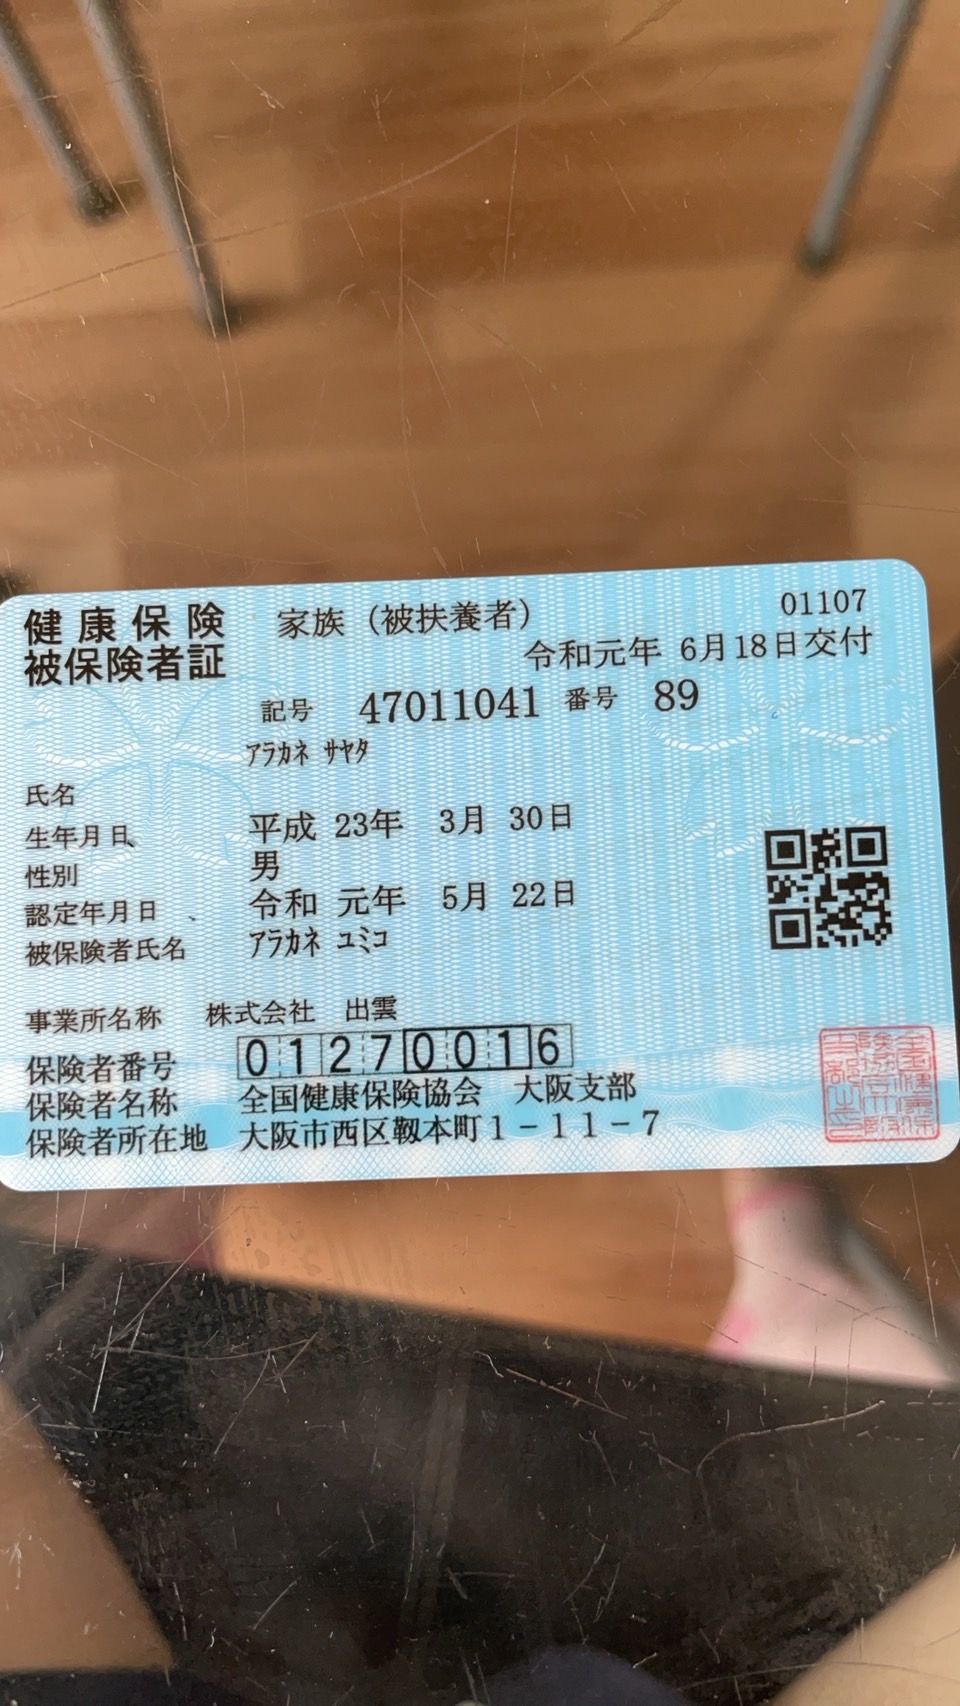 健康保険 家族（被扶養者） 01107
被保険者証 令和元年 6月18日交付
記号 47011041 番号 89
ｱﾗｶﾈ ｻﾔﾀ
氏名
生年月日 平成 23年 3月 30日
性別 男
認定年月日 令和 元年 5月 22日
被保険者氏名 ｱﾗｶﾈ ﾕﾐｺ
事業所名称 株式会社 出雲
保険者番号 01270016
保険者名称 全国健康保険協会 大阪支部
保険者所在地 大阪市西区靱本町１－１１－７